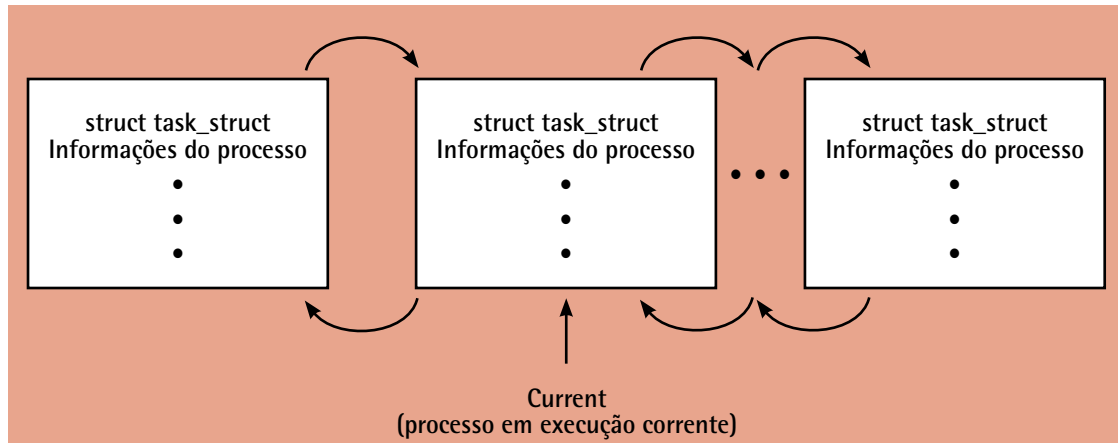 struct task_struct
Informações do processo
struct task_struct
Informações do processo
struct task_struct
Informações do processo
Current
(processo em execução corrente)